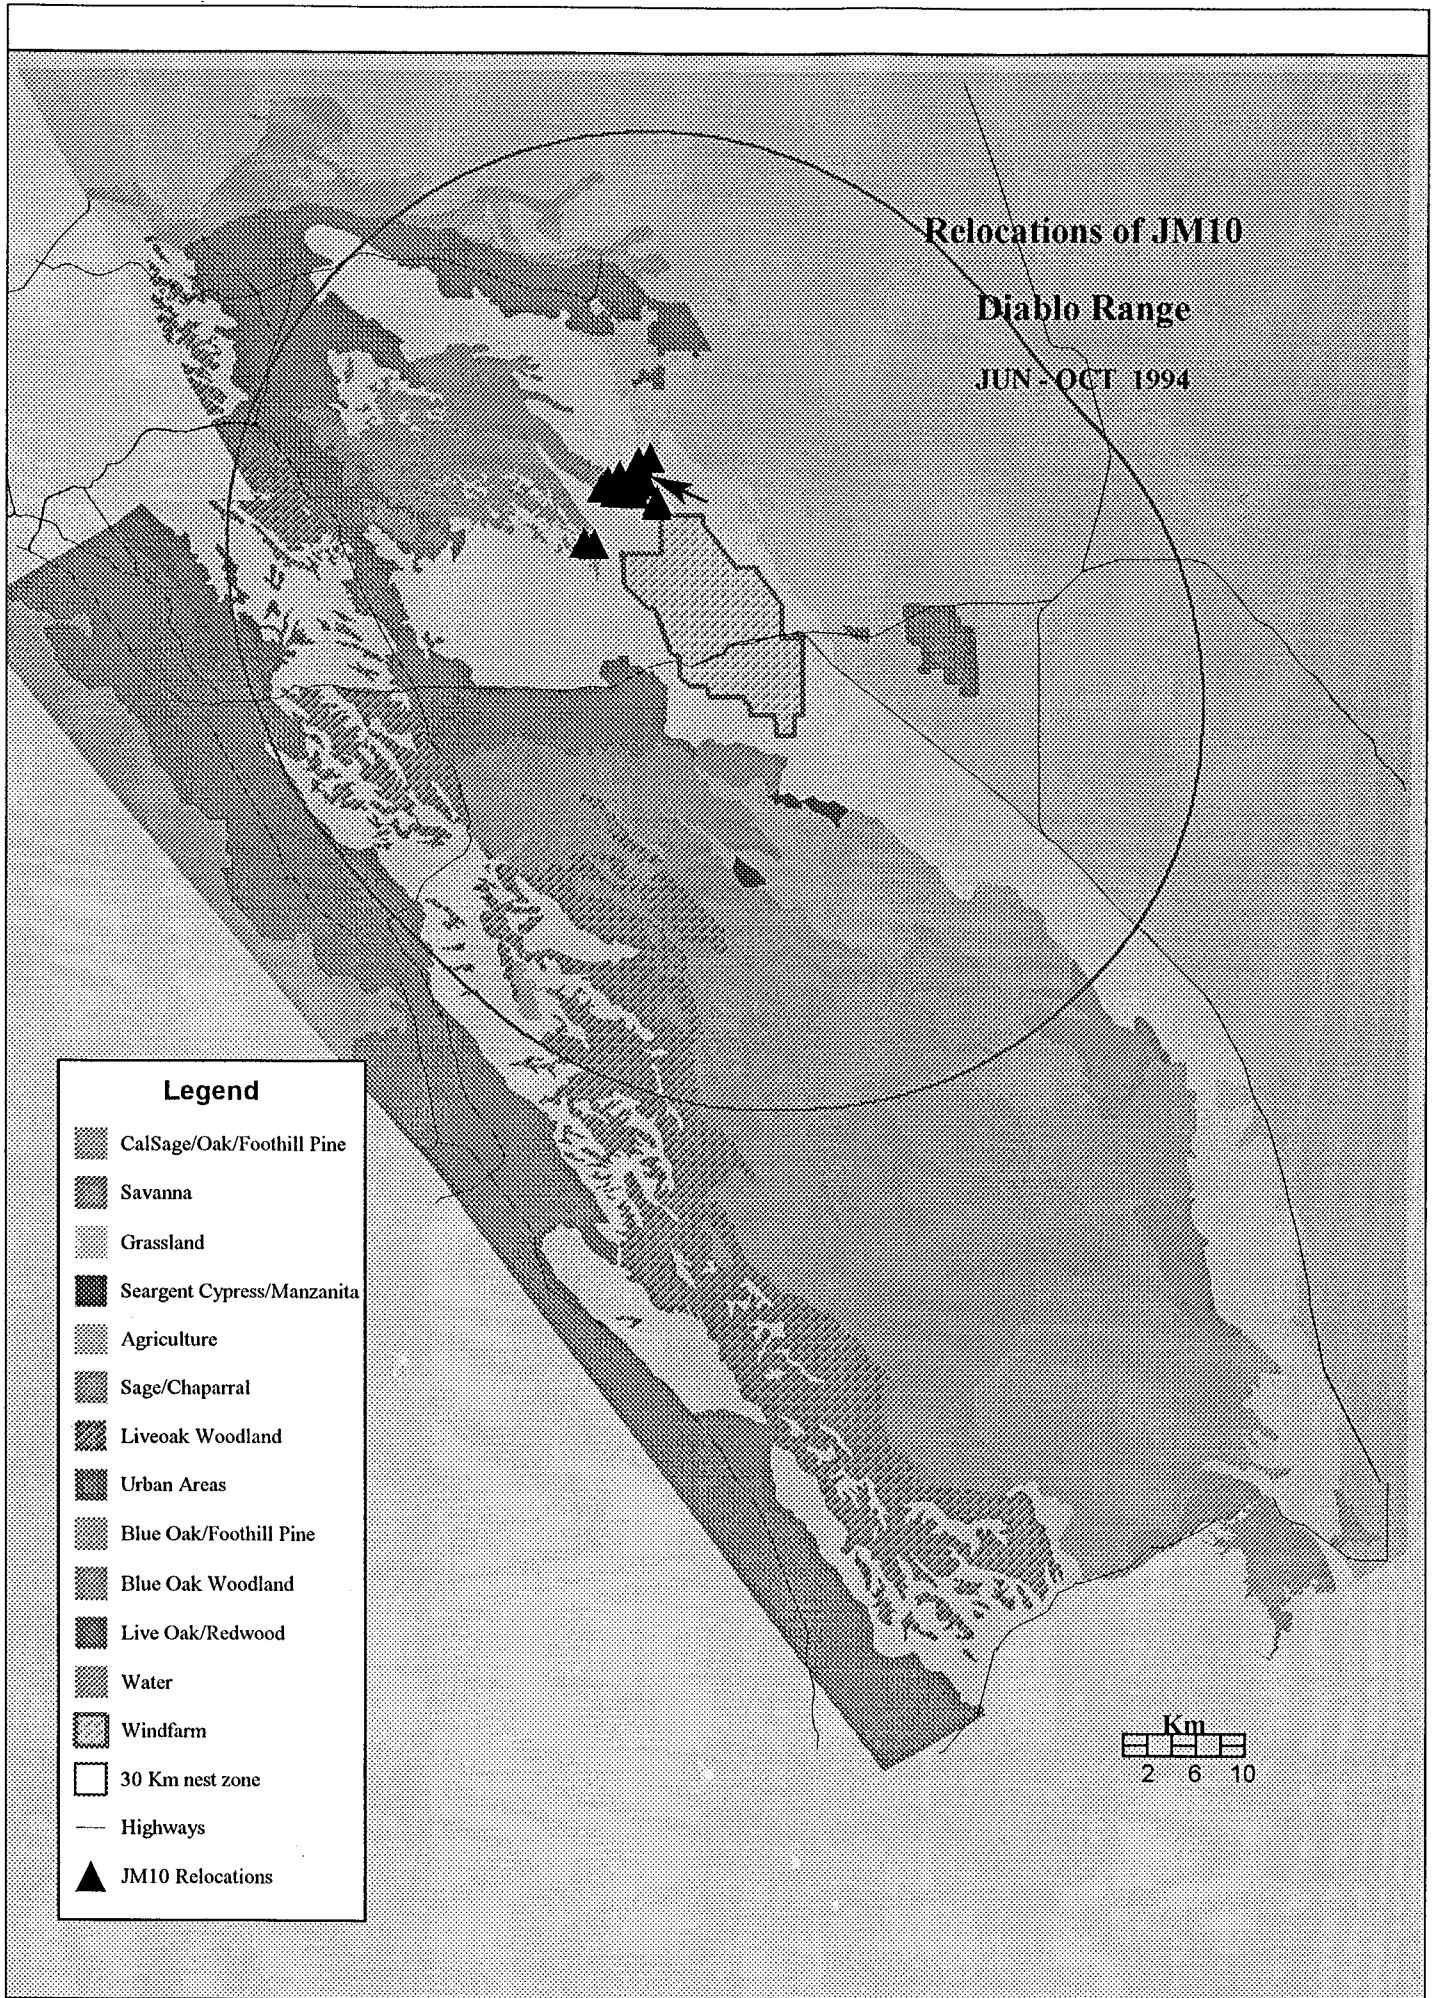 Relocations of JM10
Diablo Range
JUN - OCT 1994
Legend
CalSage/Oak/Foothill Pine
Savanna
Grassland
Seargent Cypress/Manzanita
Agriculture
Sage/Chaparral
Liveoak Woodland
Urban Areas
Blue Oak/Foothill Pine
Blue Oak Woodland
Live Oak/Redwood
Water
Windfarm
30 Km nest zone
Highways
JM10 Relocations
Km
2 6 10